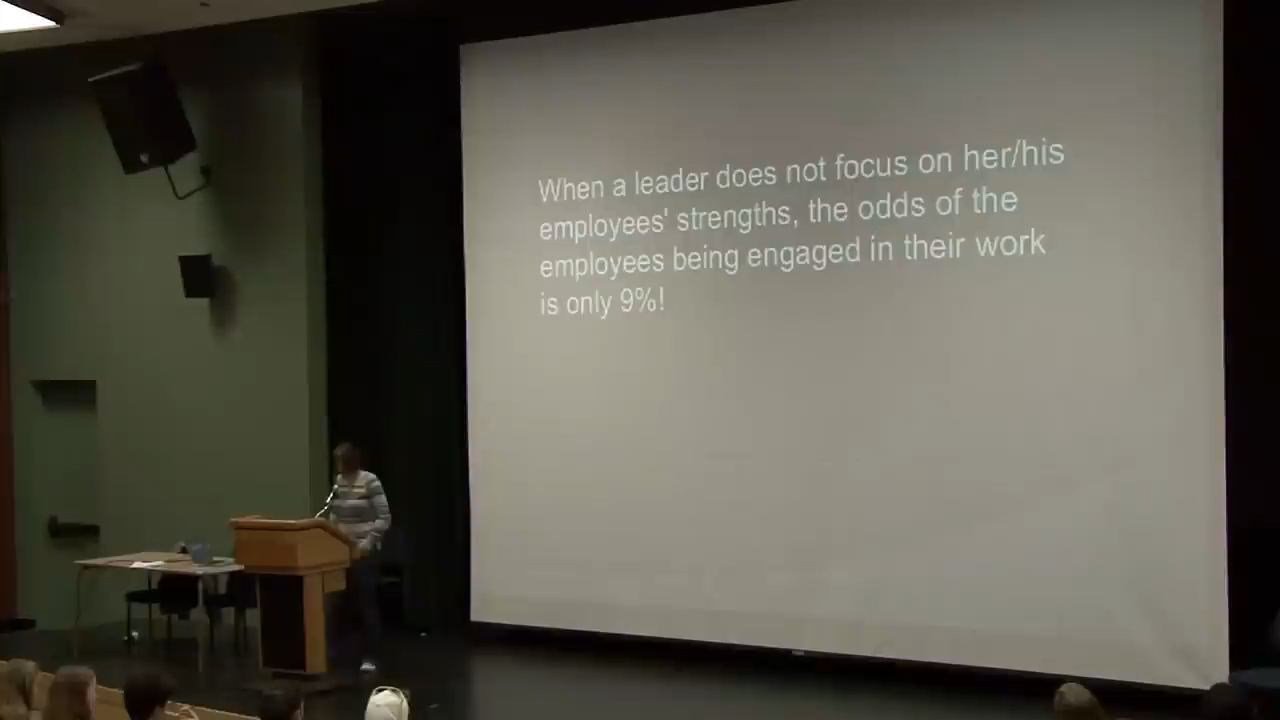 When a leader does not focus on her/his
employees' strengths, the odds of the
employees being engaged in their work
is only 9%!